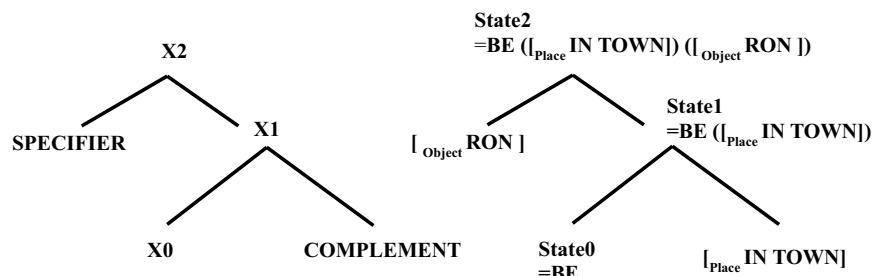 X2
SPECIFIER
X1
X0
COMPLEMENT
State2
=BE ([Place IN TOWN]) ([Object RON ])
[ Object RON ]
State1
=BE ([Place IN TOWN])
State0
=BE
[Place IN TOWN]